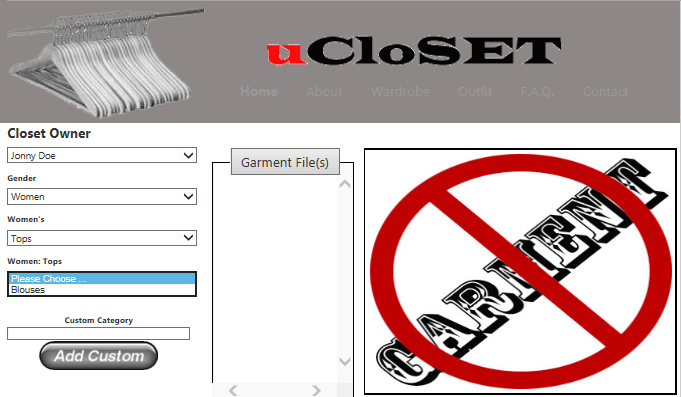 uCloSET
Home About Wardrobe Outfit F.A.Q. Contact
Closet Owner
Jonny Doe
Gender
Women
Women's
Tops
Women: Tops
Please Choose ...
Blouses
Custom Category
Add Custom
Garment File(s)
GARMENT